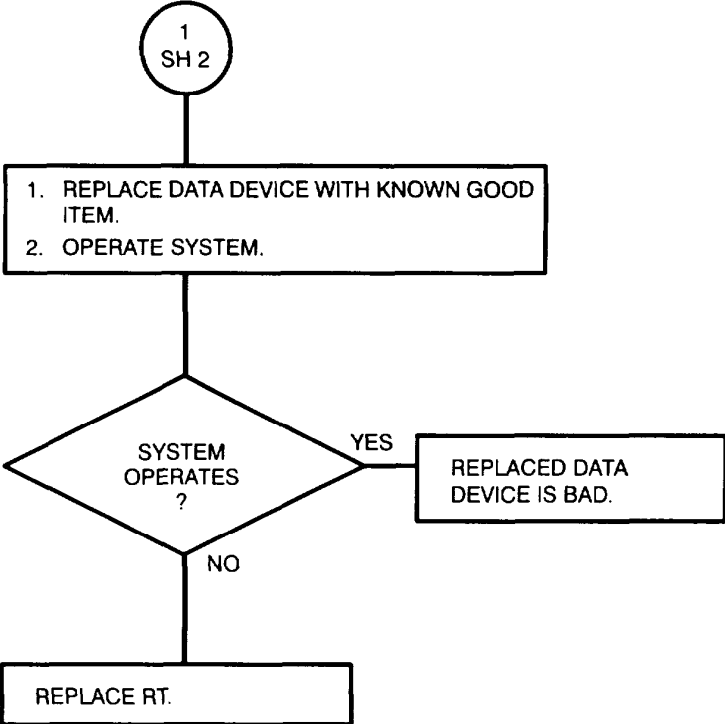 1
SH 2
1. REPLACE DATA DEVICE WITH KNOWN GOOD
ITEM.
2. OPERATE SYSTEM.
SYSTEM
OPERATES
?
YES
REPLACED DATA
DEVICE IS BAD.
NO
REPLACE RT.